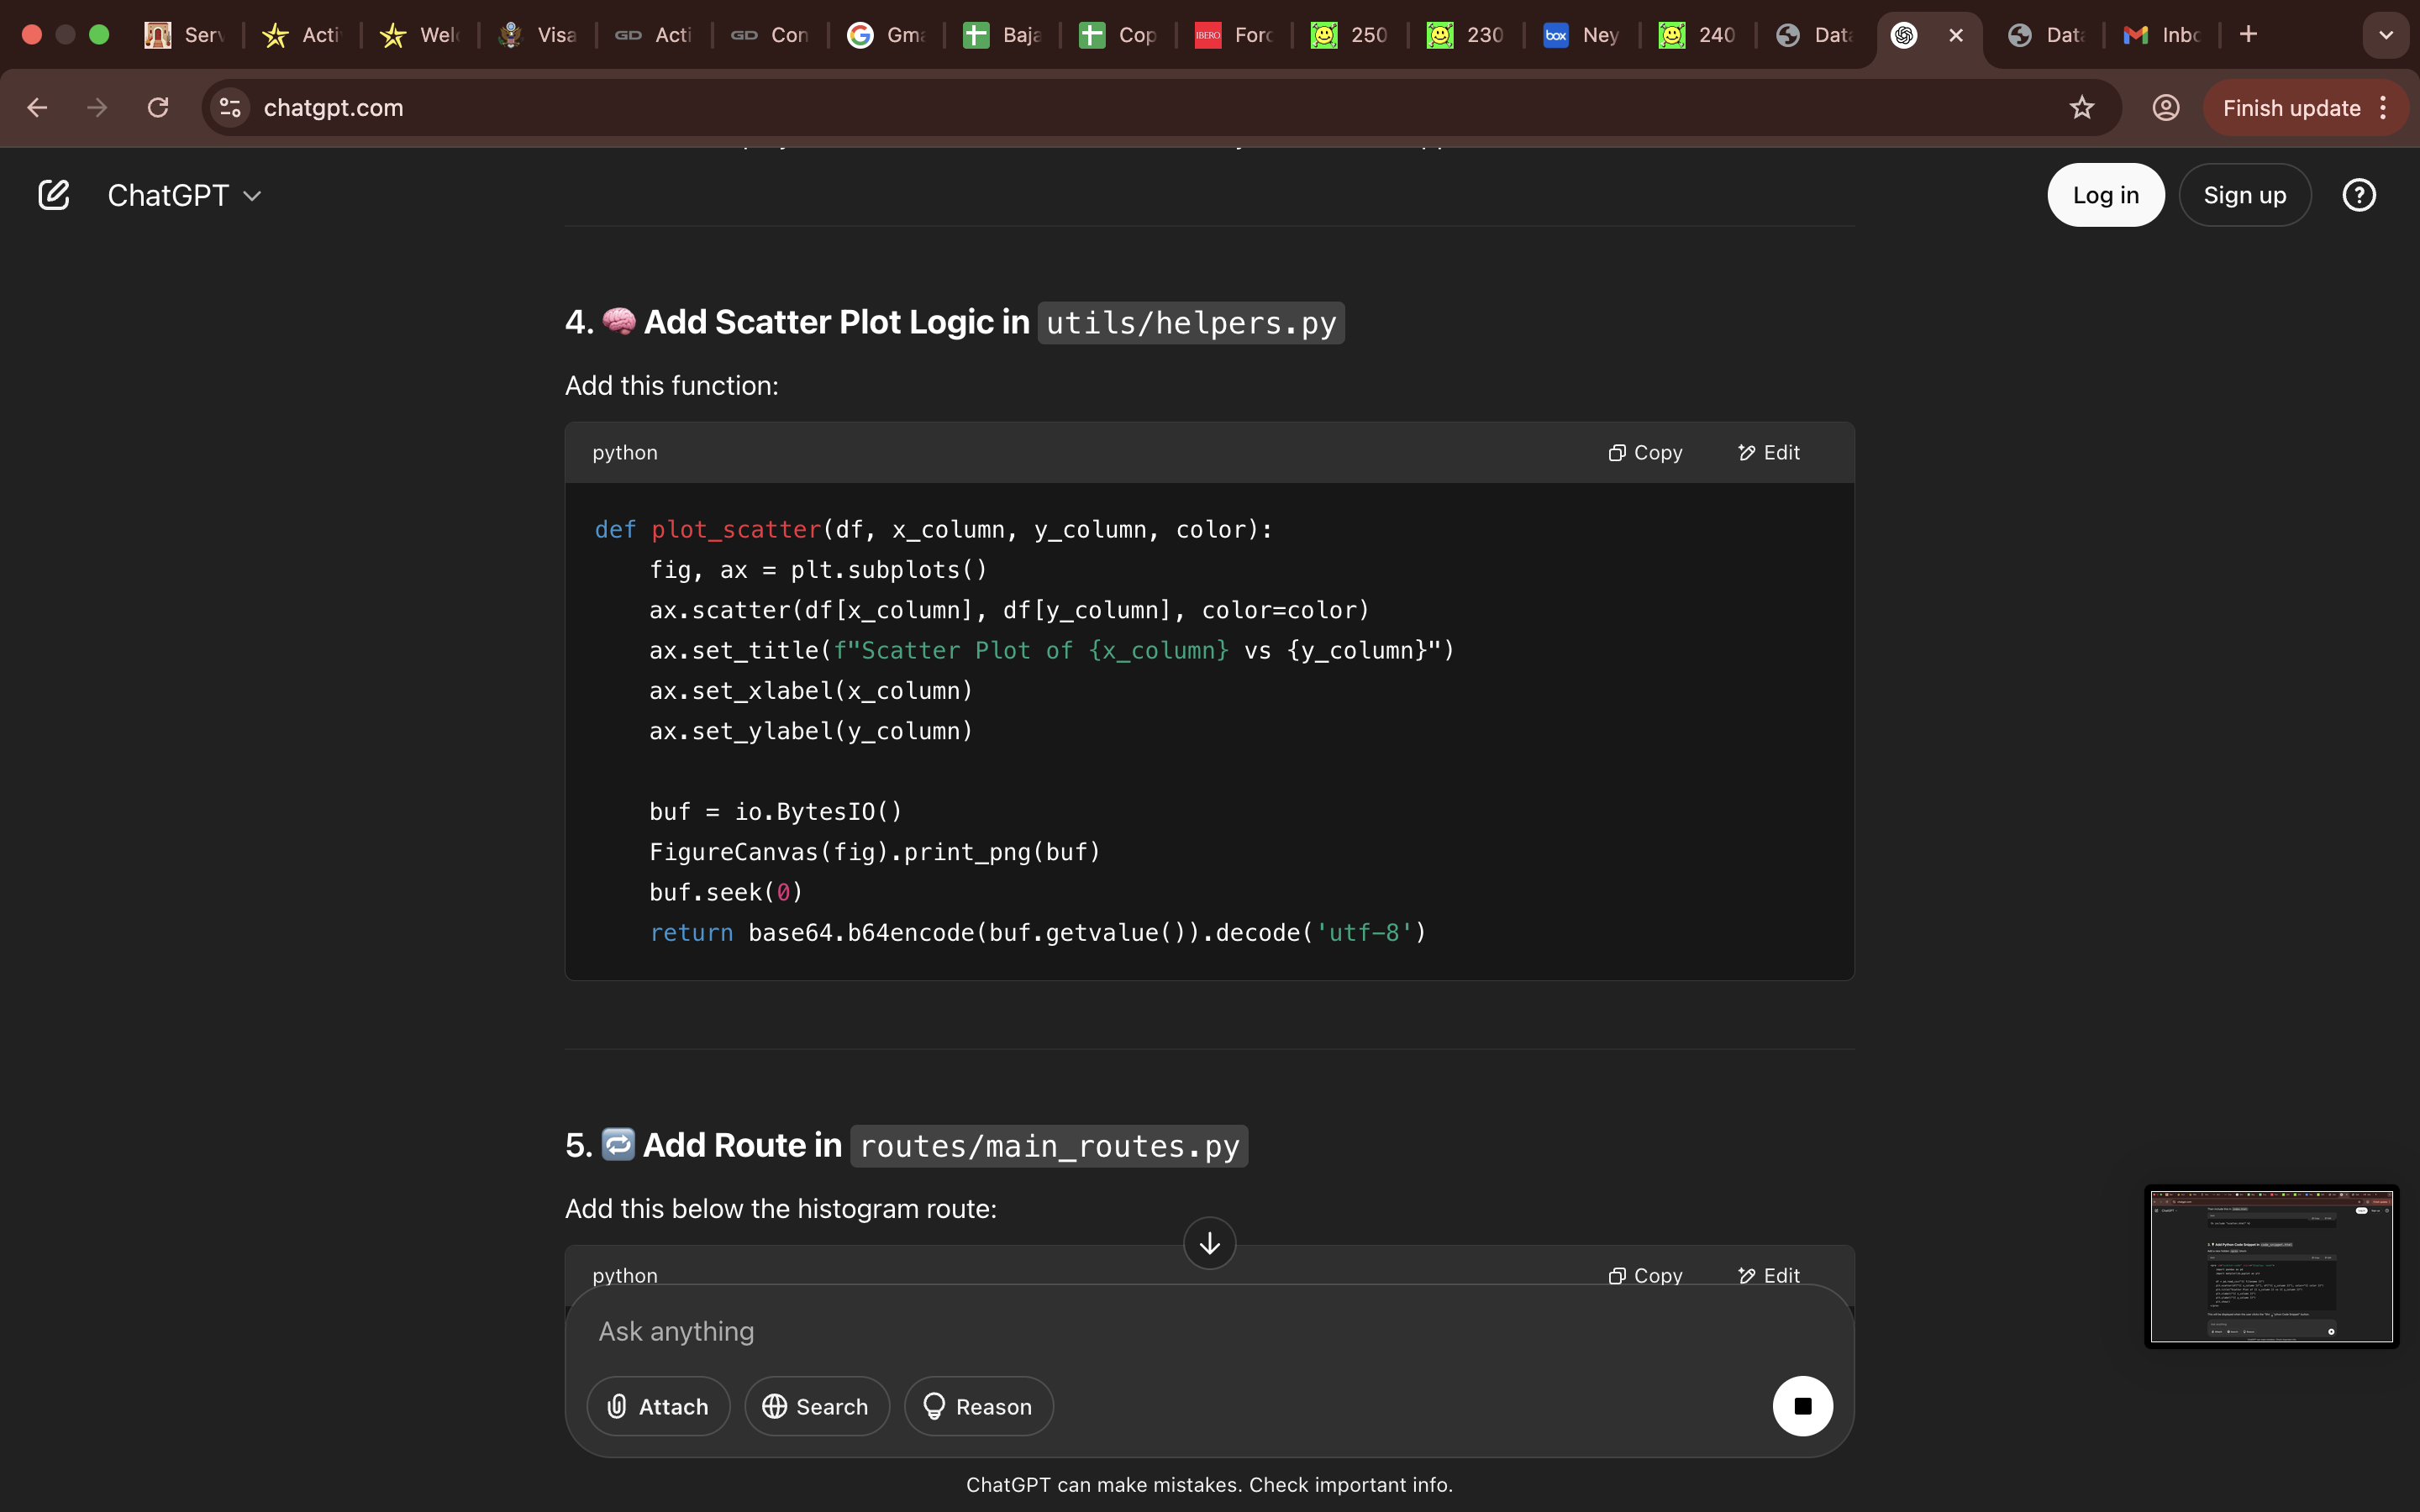 Serv
Acti
Wel
Visa
GD Acti
GD Con
Gma
Baja
Cop
IBERO Forc
250
230
box Ney
240
Data
Data
Inbo
chatgpt.com
Finish update
ChatGPT
Log in
Sign up
4. 🧠 Add Scatter Plot Logic in utils/helpers.py
Add this function:
python Copy Edit
def plot_scatter(df, x_column, y_column, color):
    fig, ax = plt.subplots()
    ax.scatter(df[x_column], df[y_column], color=color)
    ax.set_title(f"Scatter Plot of {x_column} vs {y_column}")
    ax.set_xlabel(x_column)
    ax.set_ylabel(y_column)
    buf = io.BytesIO()
    FigureCanvas(fig).print_png(buf)
    buf.seek(0)
    return base64.b64encode(buf.getvalue()).decode('utf-8')
5. 🔁 Add Route in routes/main_routes.py
Add this below the histogram route:
python Copy Edit
Ask anything
Attach Search Reason
ChatGPT can make mistakes. Check important info.